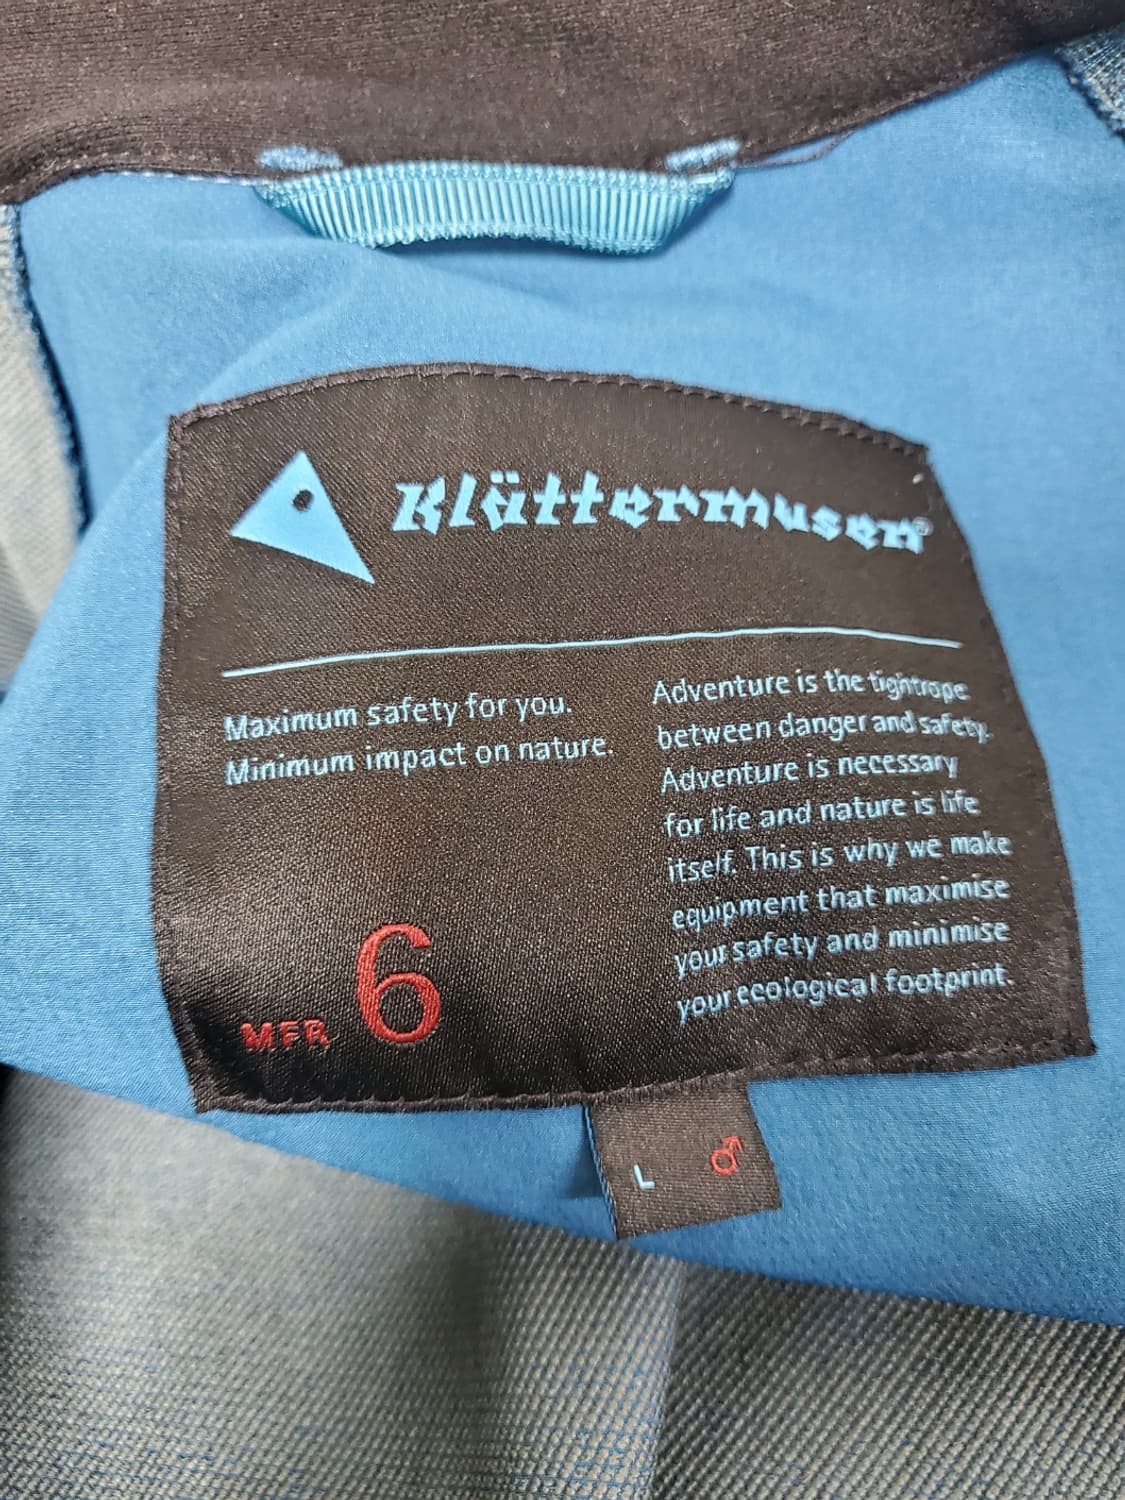 Klättermusen®
Maximum safety for you.
Minimum impact on nature.
Adventure is the tightrope
between danger and safety.
Adventure is necessary
for life and nature is life
itself. This is why we make
equipment that maximise
your safety and minimise
your ecological footprint.
MFR 6
L ♂